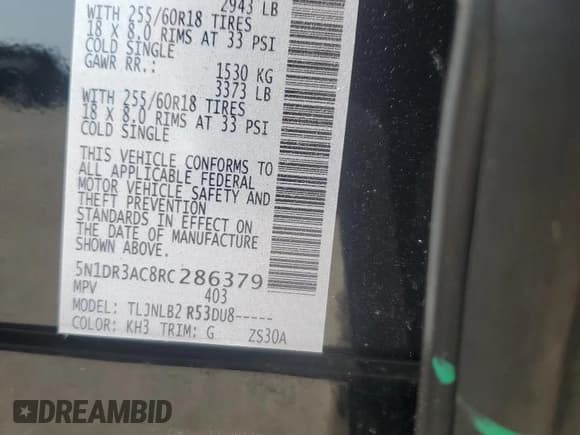 2943 LB
WITH 255/60R18 TIRES
18 X 8.0 RIMS AT 33 PSI
COLD SINGLE
GAWR RR.: 1530 KG
3373 LB
WITH 255/60R18 TIRES
18 X 8.0 RIMS AT 33 PSI
COLD SINGLE
THIS VEHICLE CONFORMS TO
ALL APPLICABLE FEDERAL
MOTOR VEHICLE SAFETY AND
THEFT PREVENTION
STANDARDS IN EFFECT ON
THE DATE OF MANUFACTURE
SHOWN ABOVE.
5N1DR3AC8RC286379
MPV 403
MODEL: TLJNLB2 R53DU8-----
COLOR: KH3 TRIM: G ZS30A
DREAMBID